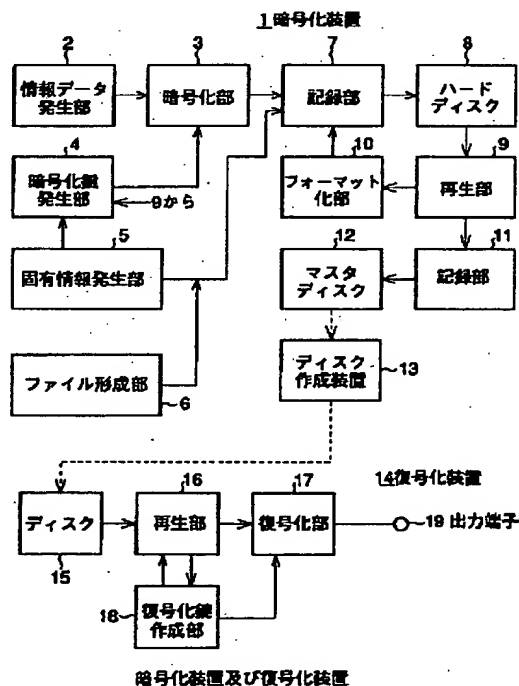 1 暗号化装置
2
3
7
8
情報データ
発生部
暗号化部
記録部
ハード
ディスク
4
10
9
暗号化鍵
発生部
9から
フォーマット
化部
再生部
5
12
11
固有情報発生部
マスタ
ディスク
記録部
ファイル形成部
6
ディスク
作成装置
13
16
17
14復号化装置
ディスク
再生部
復号化部
19 出力端子
15
18
復号化鍵
作成部
暗号化装置及び復号化装置